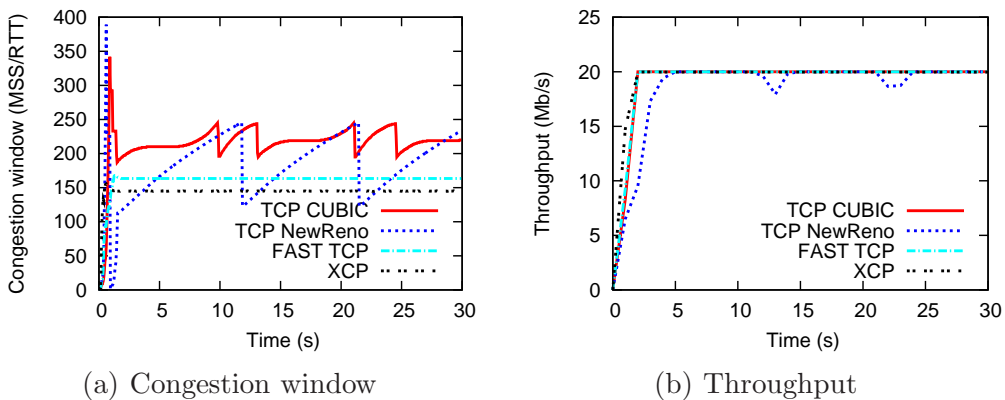 Congestion window (MSS/RTT)
400
350
300
250
200
150
100
50
0
TCP CUBIC
TCP NewReno
FAST TCP
XCP
0 5 10 15 20 25 30
Time (s)
(a) Congestion window
Throughput (Mb/s)
25
20
15
10
5
0
TCP CUBIC
TCP NewReno
FAST TCP
XCP
0 5 10 15 20 25 30
Time (s)
(b) Throughput